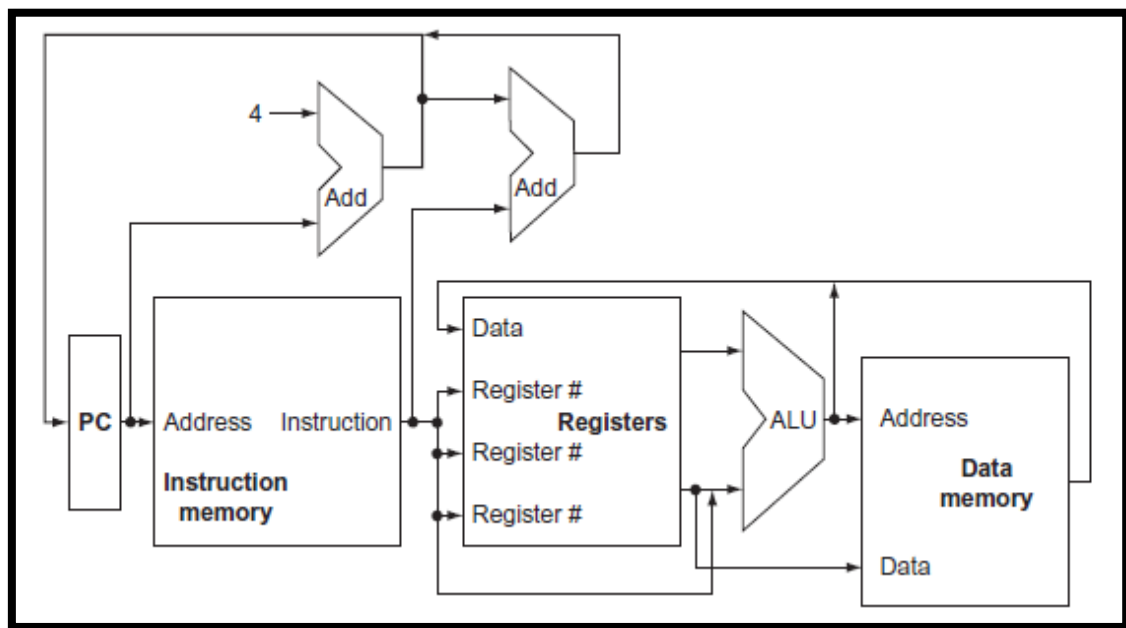 4
Add
Add
Data
Register #
PC
Address
Instruction
Registers
ALU
Address
Register #
Instruction
memory
Data
memory
Register #
Data